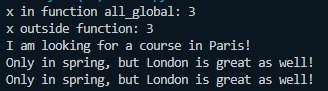 x in function all_global: 3
x outside function: 3
I am looking for a course in Paris!
Only in spring, but London is great as well!
Only in spring, but London is great as well!